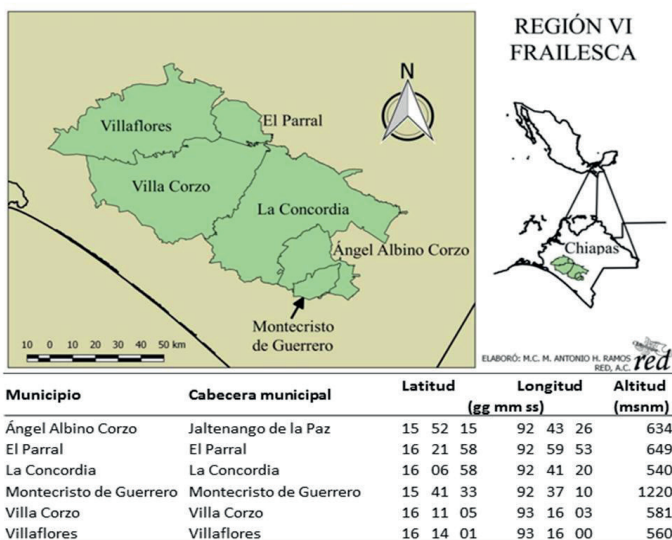 REGIÓN VI
FRAILESCA
N
Villaflores
El Parral
Villa Corzo
La Concordia
Ángel Albino Corzo
Chiapas
Montecristo
de Guerrero
10 0 10 20 30 40 50 km
ELABORÓ: M.C. M. ANTONIO H. RAMOS
RED, A.C.
red
Municipio Cabecera municipal Latitud Longitud Altitud
(gg mm ss) (msnm)
Ángel Albino Corzo Jaltenango de la Paz 15 52 15 92 43 26 634
El Parral El Parral 16 21 58 92 59 53 649
La Concordia La Concordia 16 06 58 92 41 20 540
Montecristo de Guerrero Montecristo de Guerrero 15 41 33 92 37 10 1220
Villa Corzo Villa Corzo 16 11 05 93 16 03 581
Villaflores Villaflores 16 14 01 93 16 00 560